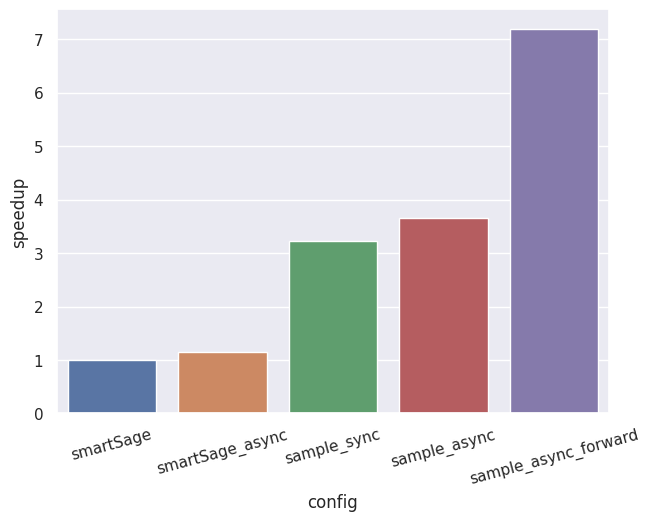 speedup
7
6
5
4
3
2
1
0
smartSage
smartSage_async
sample_sync
sample_async
sample_async_forward
config